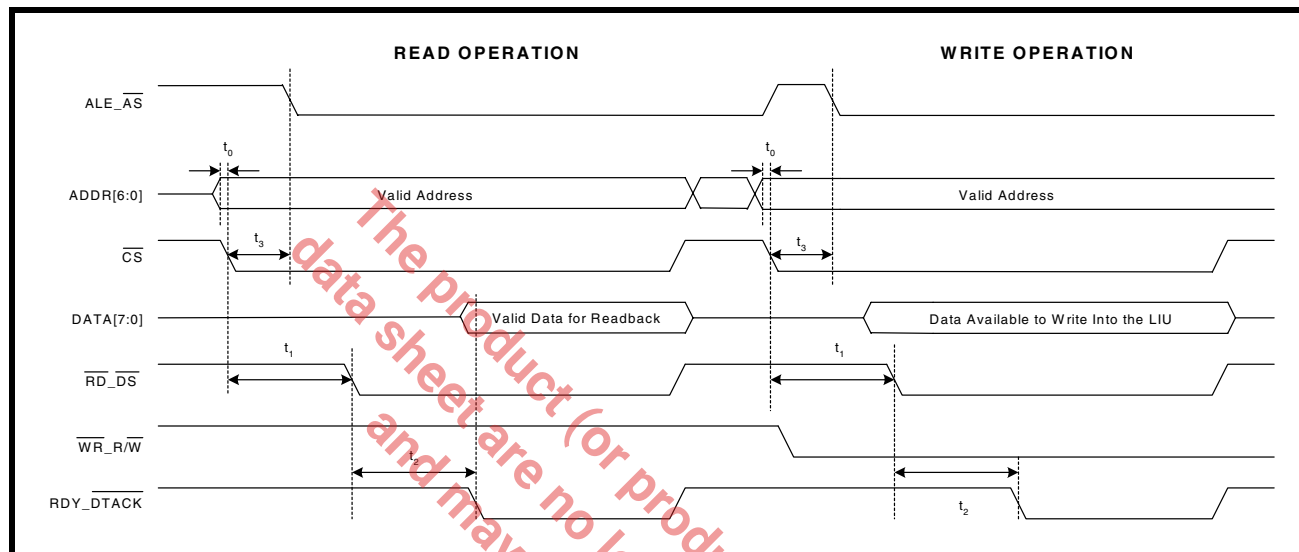 READ OPERATION
WRITE OPERATION
ALE_AS
t0
t0
ADDR[6:0]
Valid Address
Valid Address
CS
t3
t3
DATA[7:0]
Valid Data for Readback
Data Available to Write Into the LIU
t1
t1
RD_DS
WR_R/W
t2
RDY_DTACK
t2
The product (or produ
data sheet are no l
and may